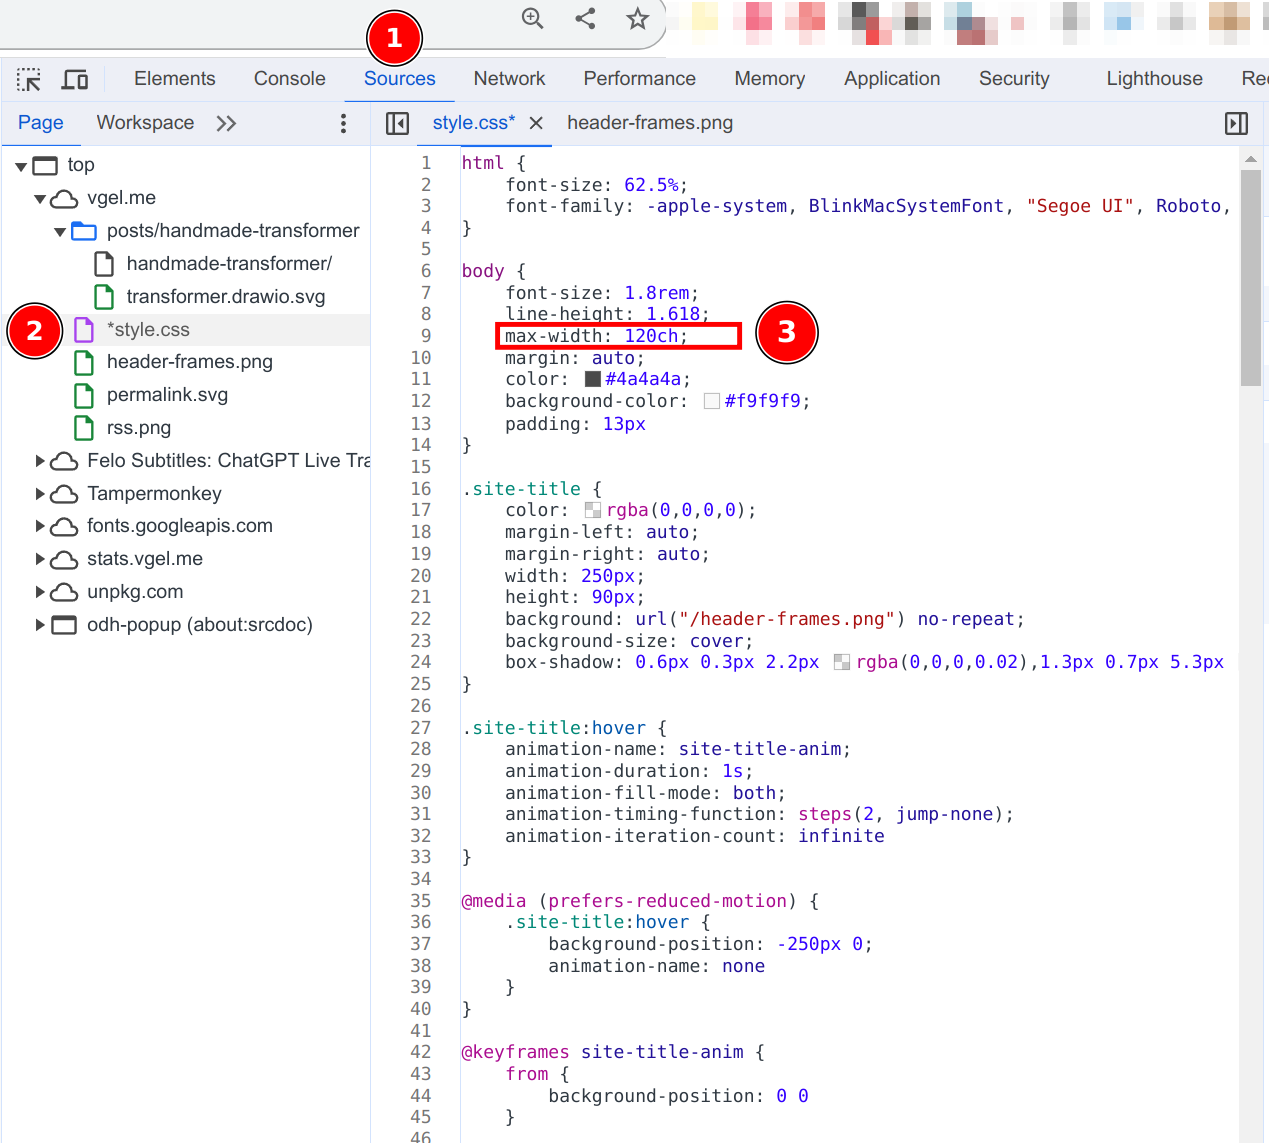 1
Elements Console Sources Network Performance Memory Application Security Lighthouse
Page Workspace style.css* header-frames.png
top
vgel.me
posts/handmade-transformer
handmade-transformer/
transformer.drawio.svg
2 *style.css
header-frames.png
permalink.svg
rss.png
Felo Subtitles: ChatGPT Live
Tampermonkey
fonts.googleapis.com
stats.vgel.me
unpkg.com
odh-popup (about:srcdoc)
1 html {
2 font-size: 62.5%;
3 font-family: -apple-system, BlinkMacSystemFont, "Segoe UI", Roboto,
4 }
5
6 body {
7 font-size: 1.8rem;
8 line-height: 1.618;
9 max-width: 120ch; 3
10 margin: auto;
11 color: #4a4a4a;
12 background-color: #f9f9f9;
13 padding: 13px
14 }
15
16 .site-title {
17 color: rgba(0,0,0,0);
18 margin-left: auto;
19 margin-right: auto;
20 width: 250px;
21 height: 90px;
22 background: url("/header-frames.png") no-repeat;
23 background-size: cover;
24 box-shadow: 0.6px 0.3px 2.2px rgba(0,0,0,0.02),1.3px 0.7px 5.3px
25 }
26
27 .site-title:hover {
28 animation-name: site-title-anim;
29 animation-duration: 1s;
30 animation-fill-mode: both;
31 animation-timing-function: steps(2, jump-none);
32 animation-iteration-count: infinite
33 }
34
35 @media (prefers-reduced-motion) {
36 .site-title:hover {
37 background-position: -250px 0;
38 animation-name: none
39 }
40 }
41
42 @keyframes site-title-anim {
43 from {
44 background-position: 0 0
45 }
46